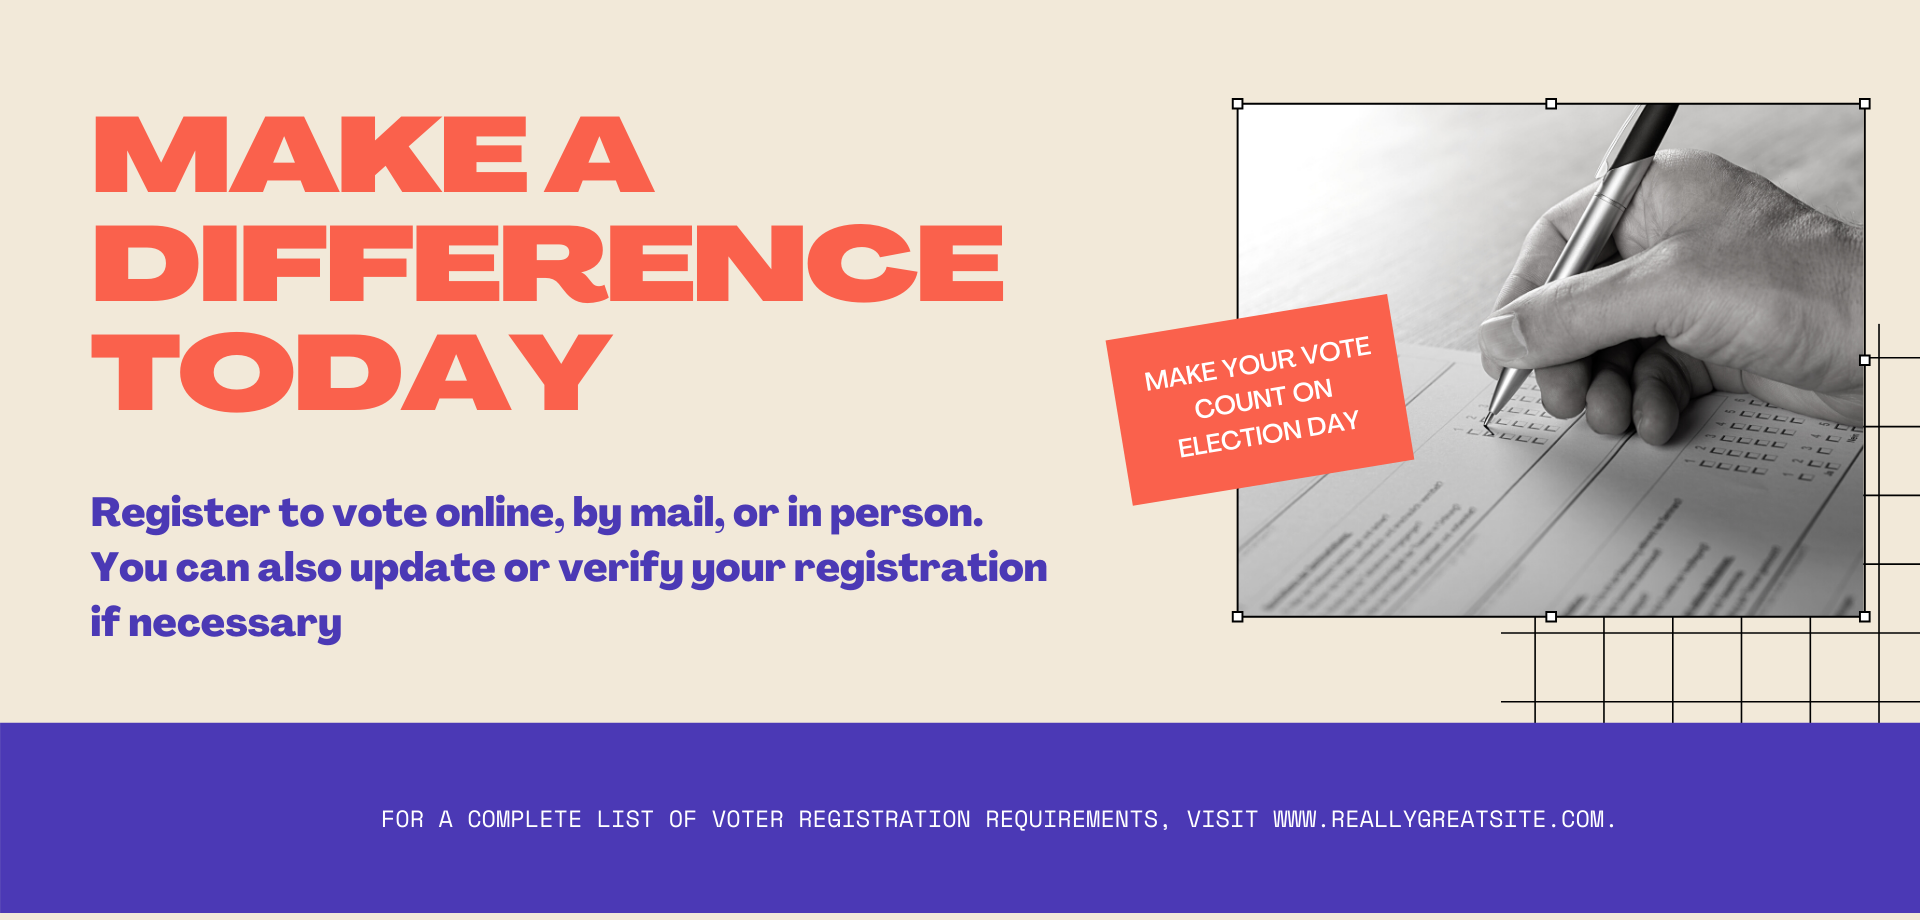 MAKE A
DIFFERENCE
TODAY
Register to vote online, by mail, or in person.
You can also update or verify your registration
if necessary
MAKE YOUR VOTE
COUNT ON
ELECTION DAY
FOR A COMPLETE LIST OF VOTER REGISTRATION REQUIREMENTS, VISIT WWW.REALLYGREATSITE.COM.